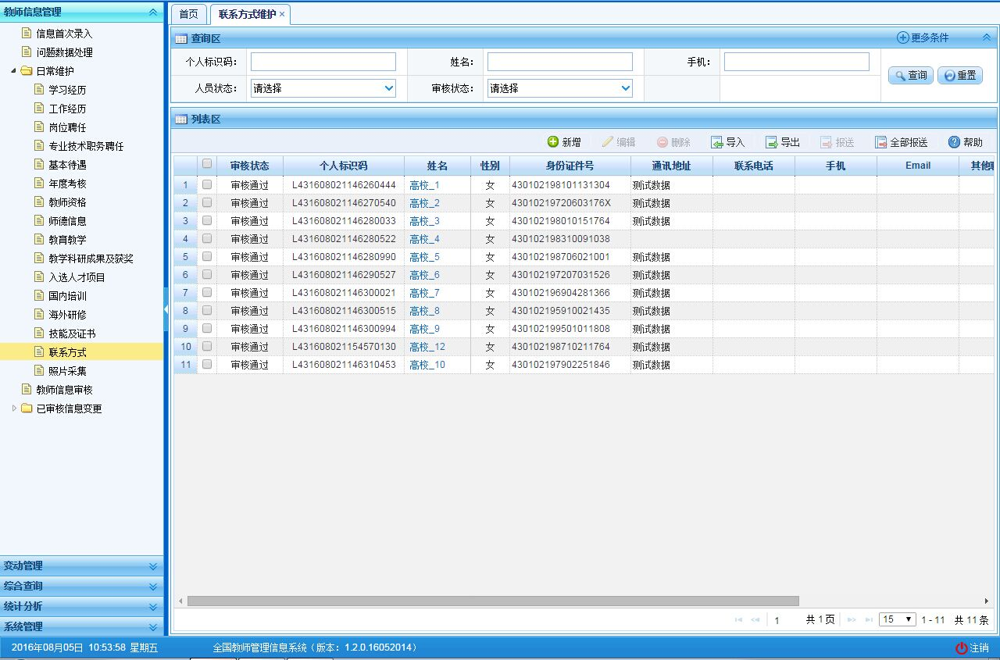 教师信息管理
信息首次录入
问题数据处理
日常维护
学习经历
工作经历
岗位聘任
专业技术职务聘任
基本待遇
年度考核
教师资格
师德信息
教育教学
教学科研成果及获奖
入选人才项目
国内培训
海外研修
技能及证书
联系方式
照片采集
教师信息审核
已审核信息变更
变动管理
综合查询
统计分析
系统管理
首页 联系方式维护 ×
查询区 更多条件
个人标识码： 姓名： 手机：
人员状态： 请选择 审核状态： 请选择
查询 重置
列表区
新增 编辑 删除 导入 导出 报送 全部报送 帮助
审核状态 个人标识码 姓名 性别 身份证件号 通讯地址 联系电话 手机 Email 其他联
1 审核通过 L431608021146260444 高校_1 女 430102198101131304 测试数据
2 审核通过 L431608021146270540 高校_2 女 43010219720603176X 测试数据
3 审核通过 L431608021146280033 高校_3 女 430102198010151764 测试数据
4 审核通过 L431608021146280522 高校_4 女 430102198310091038
5 审核通过 L431608021146280990 高校_5 女 430102198706021001 测试数据
6 审核通过 L431608021146290527 高校_6 女 430102197207031526 测试数据
7 审核通过 L431608021146300021 高校_7 女 430102196904281366 测试数据
8 审核通过 L431608021146300515 高校_8 女 430102195910021435 测试数据
9 审核通过 L431608021146300994 高校_9 女 430102199501011808 测试数据
10 审核通过 L431608021154570130 高校_12 女 430102198710211764 测试数据
11 审核通过 L431608021146310453 高校_10 女 430102197902251846 测试数据
1 共 1 页 15 1 - 11 共 11 条
2016年08月05日 10:53:58 星期五 全国教师管理信息系统（版本：1.2.0.16052014） 注销